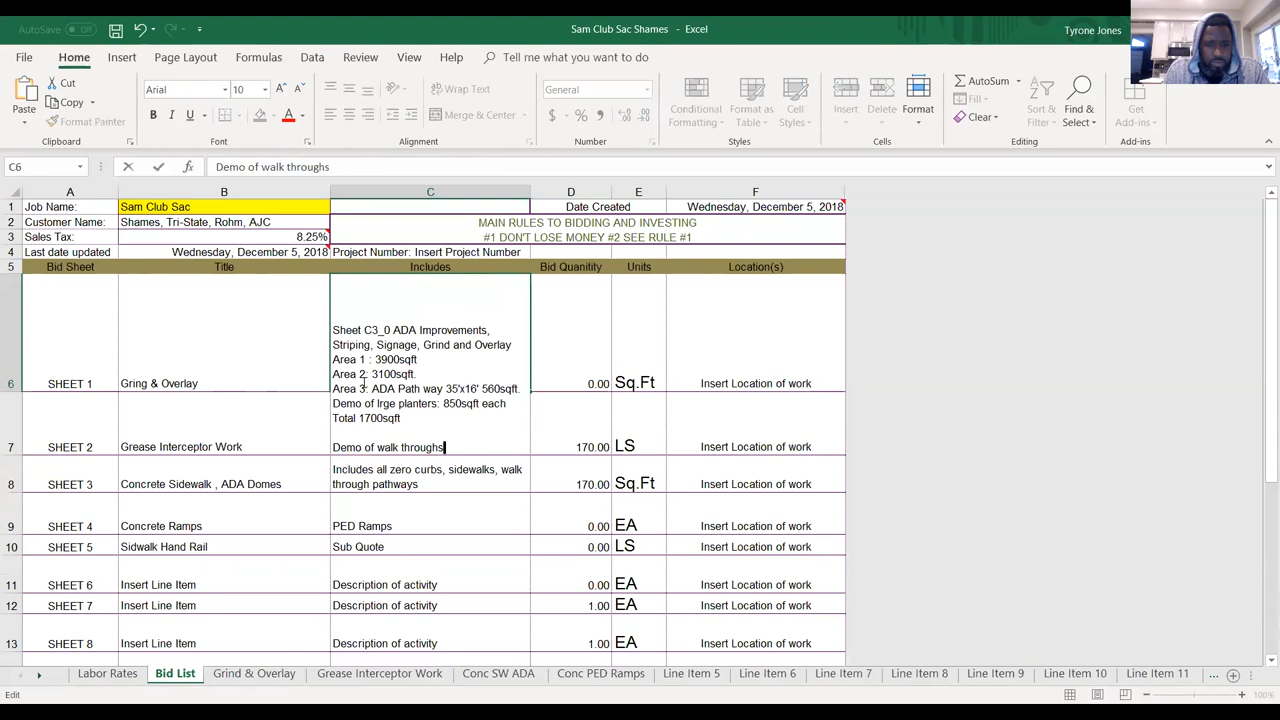 AutoSave Off Sam Club Sac Shames - Excel Tyrone Jones
File Home Insert Page Layout Formulas Data Review View Help Tell me what you want to do
Paste Cut Copy Format Painter Clipboard
Arial 10 A A B I U A Font
Wrap Text Merge & Center Alignment
General $ % , Number
Conditional Formatting Format as Table Cell Styles Styles
Insert Delete Format Cells
AutoSum Fill Clear Sort & Filter Find & Select Editing
Get Add-ins Add-ins
C6 fx Demo of walk throughs
A B C D E F
1 Job Name: Sam Club Sac Date Created Wednesday, December 5, 2018
2 Customer Name: Shames, Tri-State, Rohm, AJC MAIN RULES TO BIDDING AND INVESTING
3 Sales Tax: 8.25% #1 DON'T LOSE MONEY #2 SEE RULE #1
4 Last date updated Wednesday, December 5, 2018 Project Number: Insert Project Number
5 Bid Sheet Title Includes Bid Quanitity Units Location(s)
Sheet C3_0 ADA Improvements,
Striping, Signage, Grind and Overlay
Area 1 : 3900sqft
Area 2: 3100sqft.
6 SHEET 1 Gring & Overlay 0.00 Sq.Ft Insert Location of work
Area 3: ADA Path way 35'x16' 560sqft.
Demo of lrge planters: 850sqft each
Total 1700sqft
Demo of walk throughs
7 SHEET 2 Grease Interceptor Work 170.00 LS Insert Location of work
Includes all zero curbs, sidewalks, walk
8 SHEET 3 Concrete Sidewalk , ADA Domes through pathways 170.00 Sq.Ft Insert Location of work
9 SHEET 4 Concrete Ramps PED Ramps 0.00 EA Insert Location of work
10 SHEET 5 Sidwalk Hand Rail Sub Quote 0.00 LS Insert Location of work
11 SHEET 6 Insert Line Item Description of activity 0.00 EA Insert Location of work
12 SHEET 7 Insert Line Item Description of activity 1.00 EA Insert Location of work
13 SHEET 8 Insert Line Item Description of activity 1.00 EA Insert Location of work
Labor Rates Bid List Grind & Overlay Grease Interceptor Work Conc SW ADA Conc PED Ramps Line Item 5 Line Item 6 Line Item 7 Line Item 8 Line Item 9 Line Item 10 Line Item 11 ...
Edit 100%